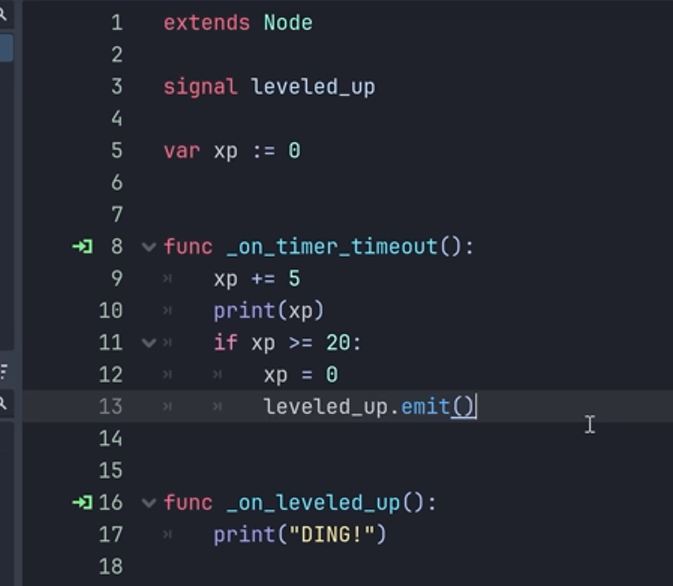 1 extends Node
2
3 signal leveled_up
4
5 var xp := 0
6
7
8 func _on_timer_timeout():
9 xp += 5
10 print(xp)
11 if xp >= 20:
12 xp = 0
13 leveled_up.emit()
14
15
16 func _on_leveled_up():
17 print("DING!")
18